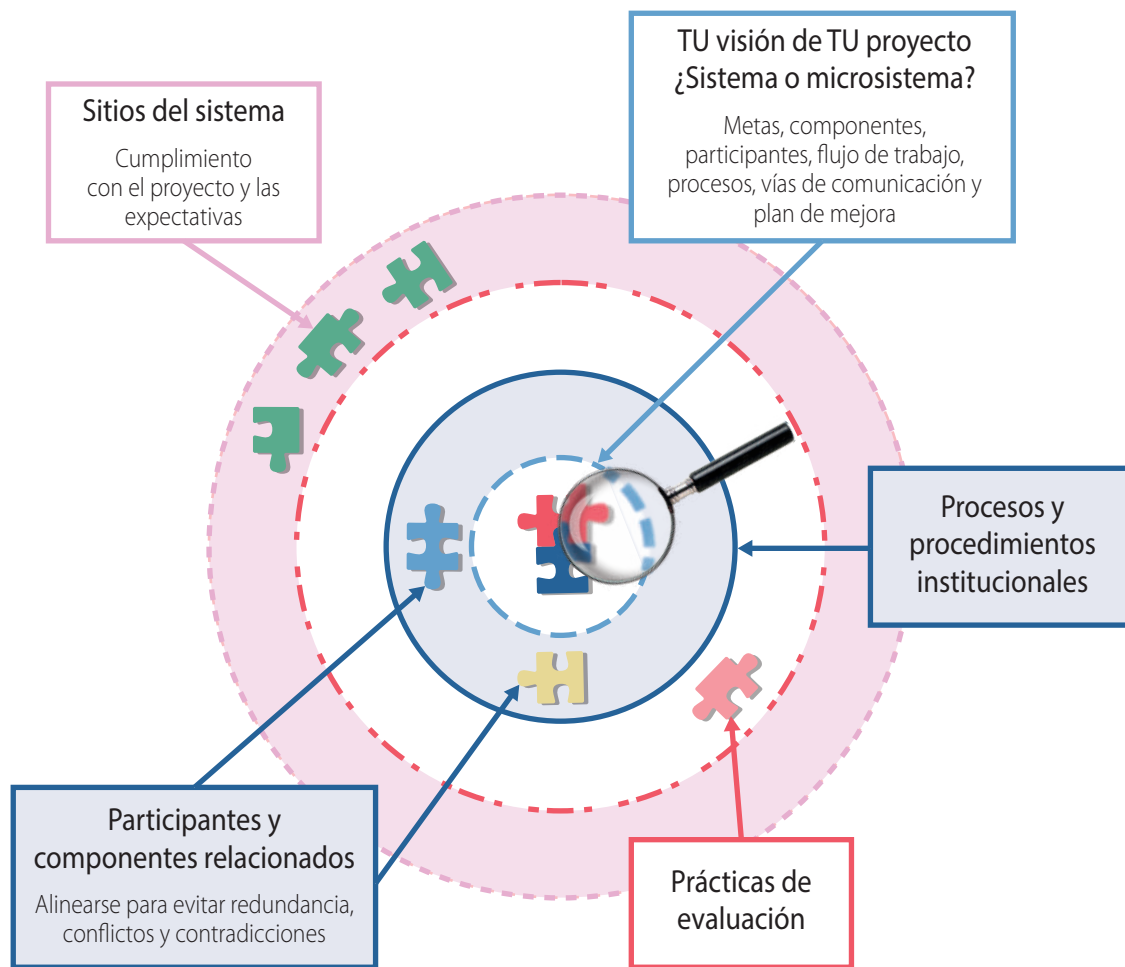 TU visión de TU proyecto
¿Sistema o microsistema?
Metas, componentes,
participantes, flujo de trabajo,
procesos, vías de comunicación y
plan de mejora
Sitios del sistema
Cumplimiento
con el proyecto y las
expectativas
Procesos y
procedimientos
institucionales
Participantes y
componentes relacionados
Alinearse para evitar redundancia,
conflictos y contradicciones
Prácticas de
evaluación